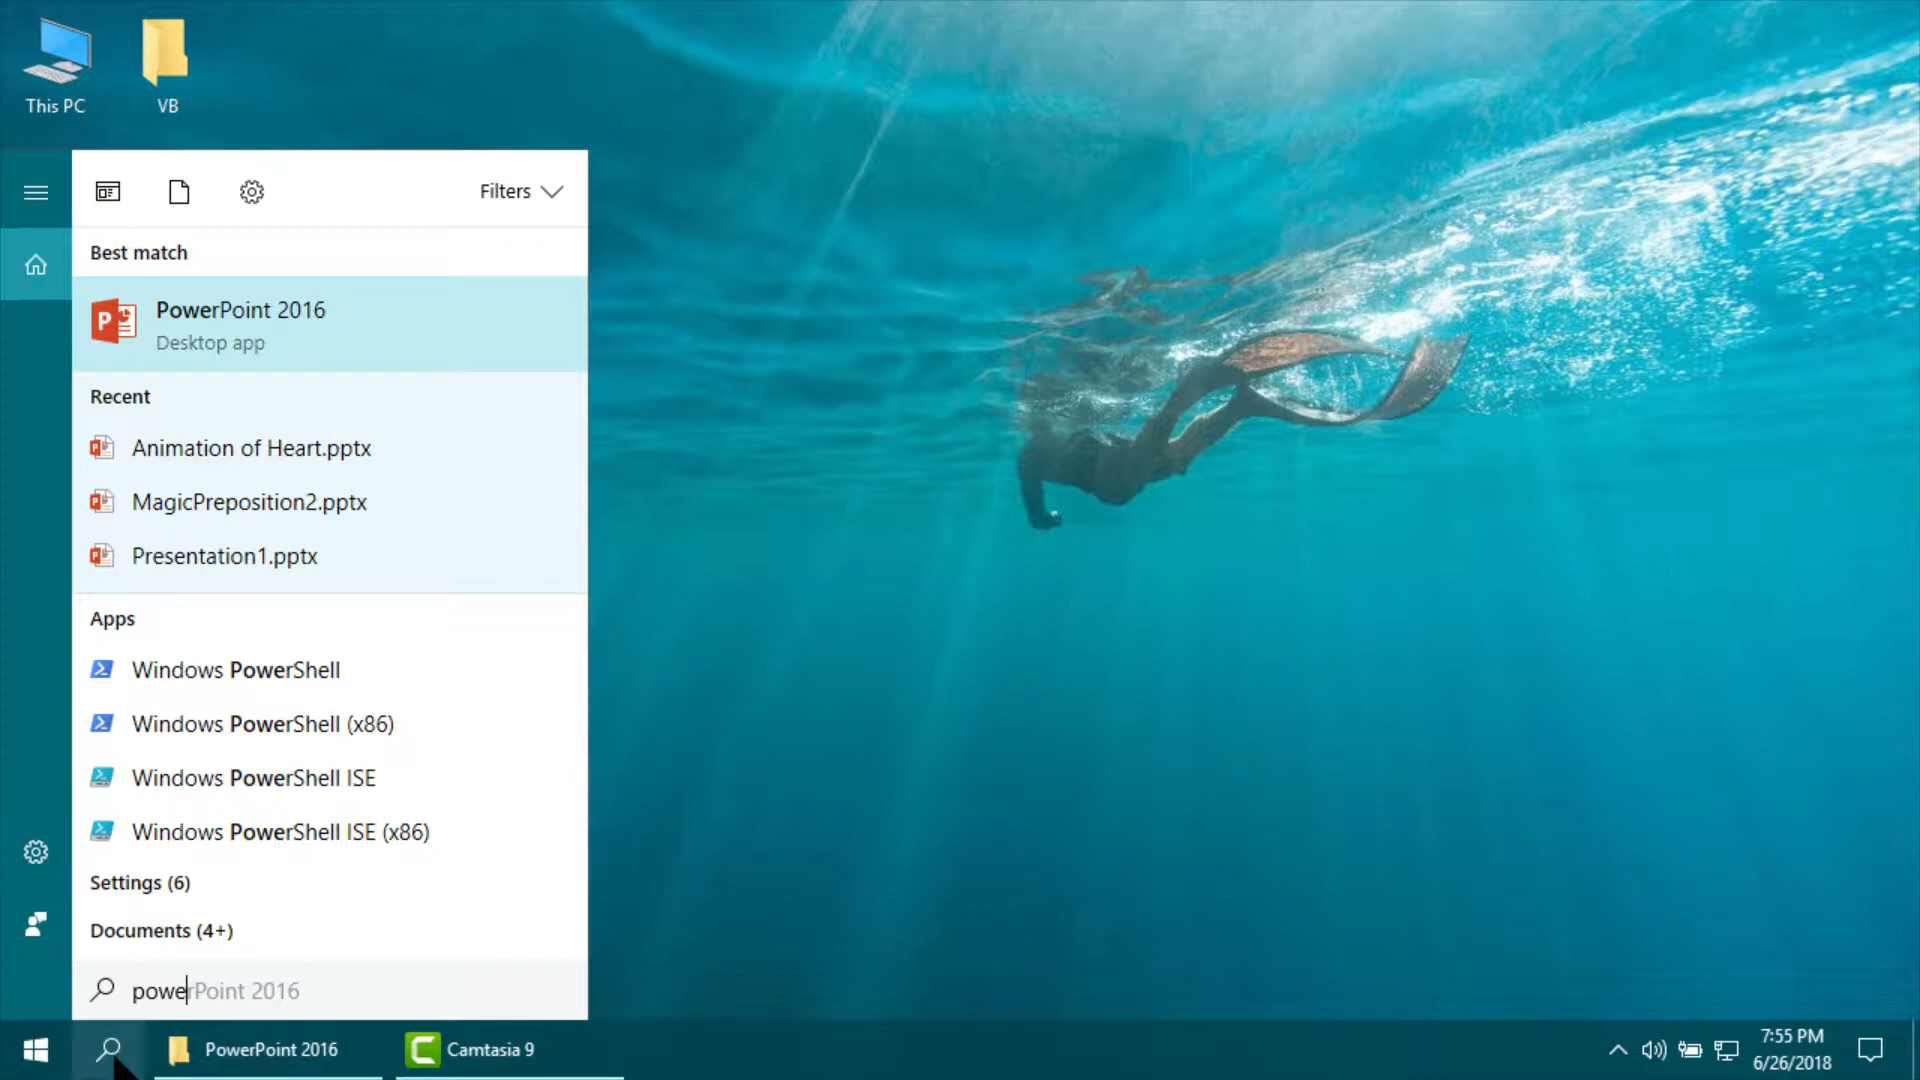 This PC
VB
Filters
Best match
PowerPoint 2016
Desktop app
Recent
Animation of Heart.pptx
MagicPreposition2.pptx
Presentation1.pptx
Apps
Windows PowerShell
Windows PowerShell (x86)
Windows PowerShell ISE
Windows PowerShell ISE (x86)
Settings (6)
Documents (4+)
powerPoint 2016
PowerPoint 2016
Camtasia 9
7:55 PM
6/26/2018